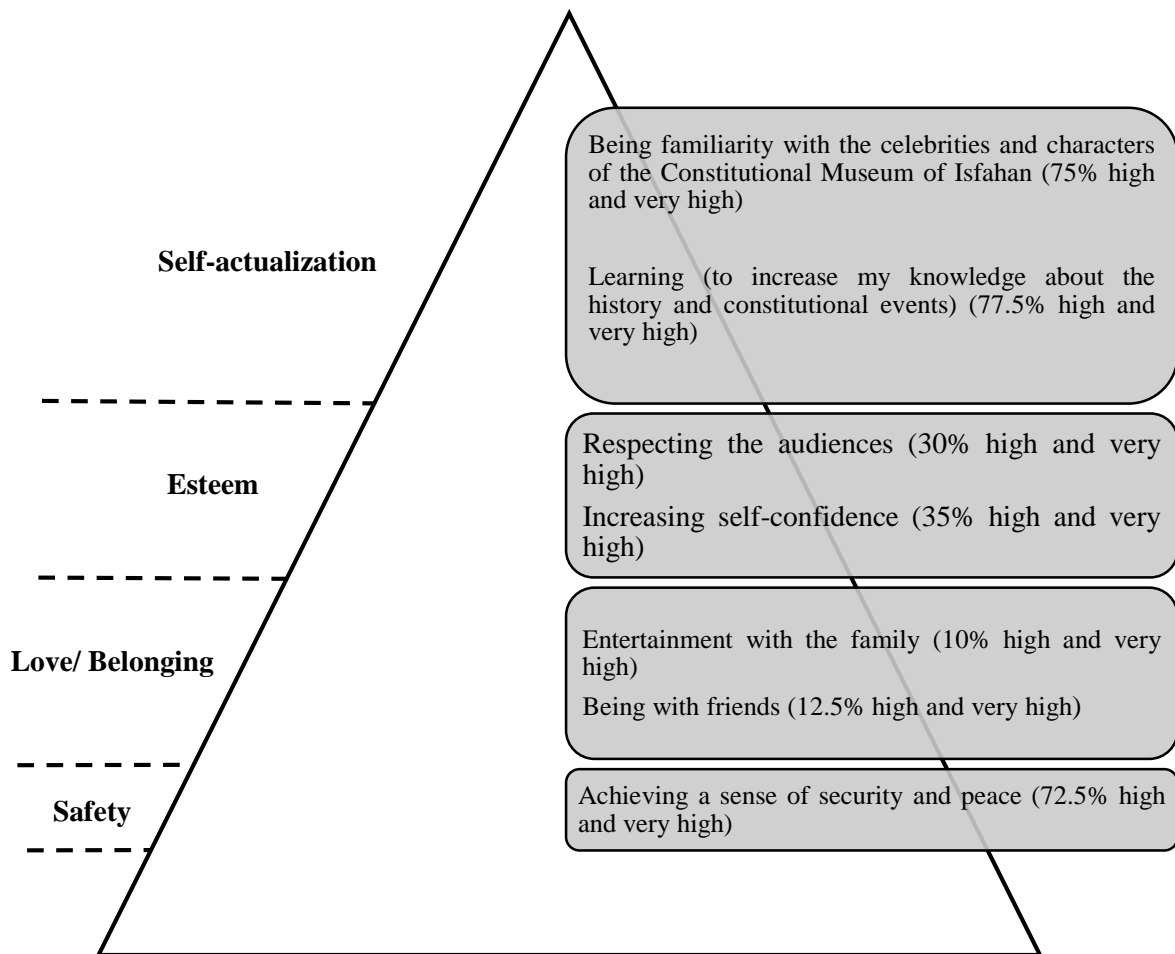 Being familiarity with the celebrities and characters
of the Constitutional Museum of Isfahan (75% high
and very high)
Self-actualization
Learning (to increase my knowledge about the
history and constitutional events) (77.5% high and
very high)
Respecting the audiences (30% high and very
high)
Esteem
Increasing self-confidence (35% high and very
high)
Entertainment with the family (10% high and very
high)
Love/ Belonging
Being with friends (12.5% high and very high)
Achieving a sense of security and peace (72.5% high
and very high)
Safety